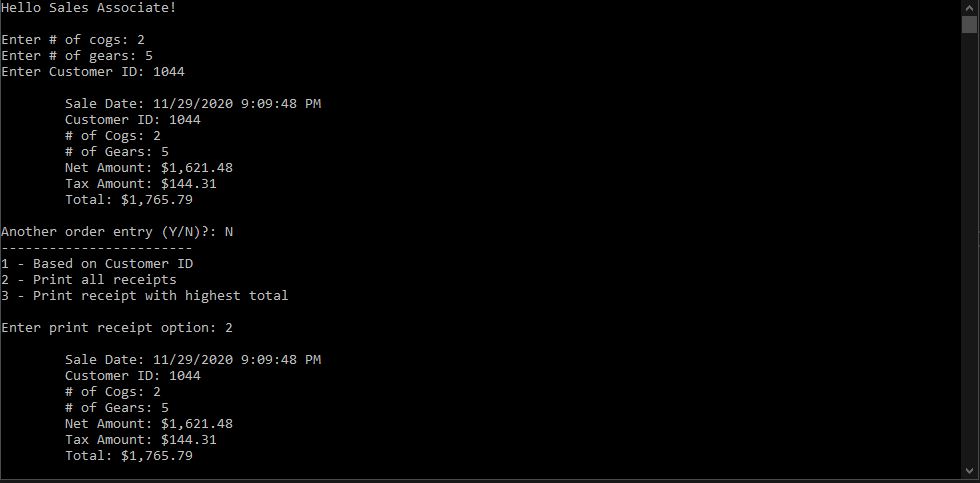 Hello Sales Associate!
Enter # of cogs: 2
Enter # of gears: 5
Enter Customer ID: 1044
Sale Date: 11/29/2020 9:09:48 PM
Customer ID: 1044
# of Cogs: 2
# of Gears: 5
Net Amount: $1,621.48
Tax Amount: $144.31
Total: $1,765.79
Another order entry (Y/N)?: N
------------------------
1 - Based on Customer ID
2 - Print all receipts
3 - Print receipt with highest total
Enter print receipt option: 2
Sale Date: 11/29/2020 9:09:48 PM
Customer ID: 1044
# of Cogs: 2
# of Gears: 5
Net Amount: $1,621.48
Tax Amount: $144.31
Total: $1,765.79